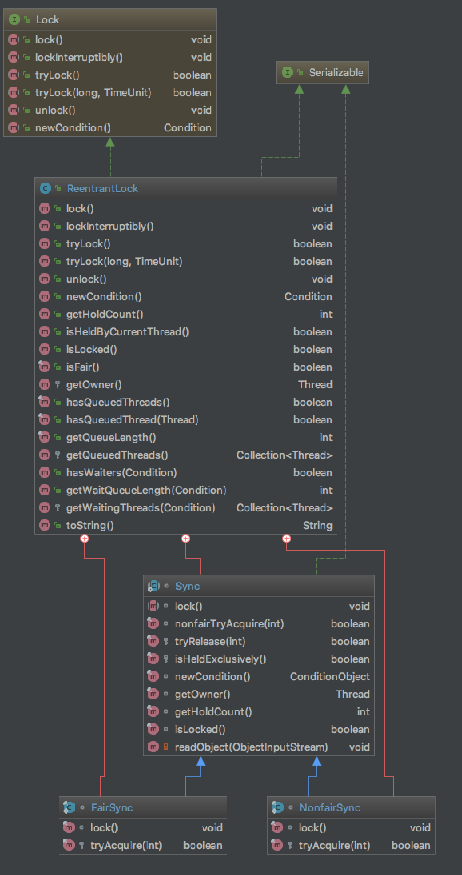 Lock
lock() void
lockInterruptibly() void
tryLock() boolean
tryLock(long, TimeUnit) boolean
unlock() void
newCondition() Condition
Serializable
ReentrantLock
lock() void
lockInterruptibly() void
tryLock() boolean
tryLock(long, TimeUnit) boolean
unlock() void
newCondition() Condition
getHoldCount() int
isHeldByCurrentThread() boolean
isLocked() boolean
isFair() boolean
getOwner() Thread
hasQueuedThreads() boolean
hasQueuedThread(Thread) boolean
getQueueLength() int
getQueuedThreads() Collection<Thread>
hasWaiters(Condition) boolean
getWaitQueueLength(Condition) int
getWaitingThreads(Condition) Collection<Thread>
toString() String
Sync
lock() void
nonfairTryAcquire(int) boolean
tryRelease(int) boolean
isHeldExclusively() boolean
newCondition() ConditionObject
getOwner() Thread
getHoldCount() int
isLocked() boolean
readObject(ObjectInputStream) void
FairSync
lock() void
tryAcquire(int) boolean
NonfairSync
lock() void
tryAcquire(int) boolean